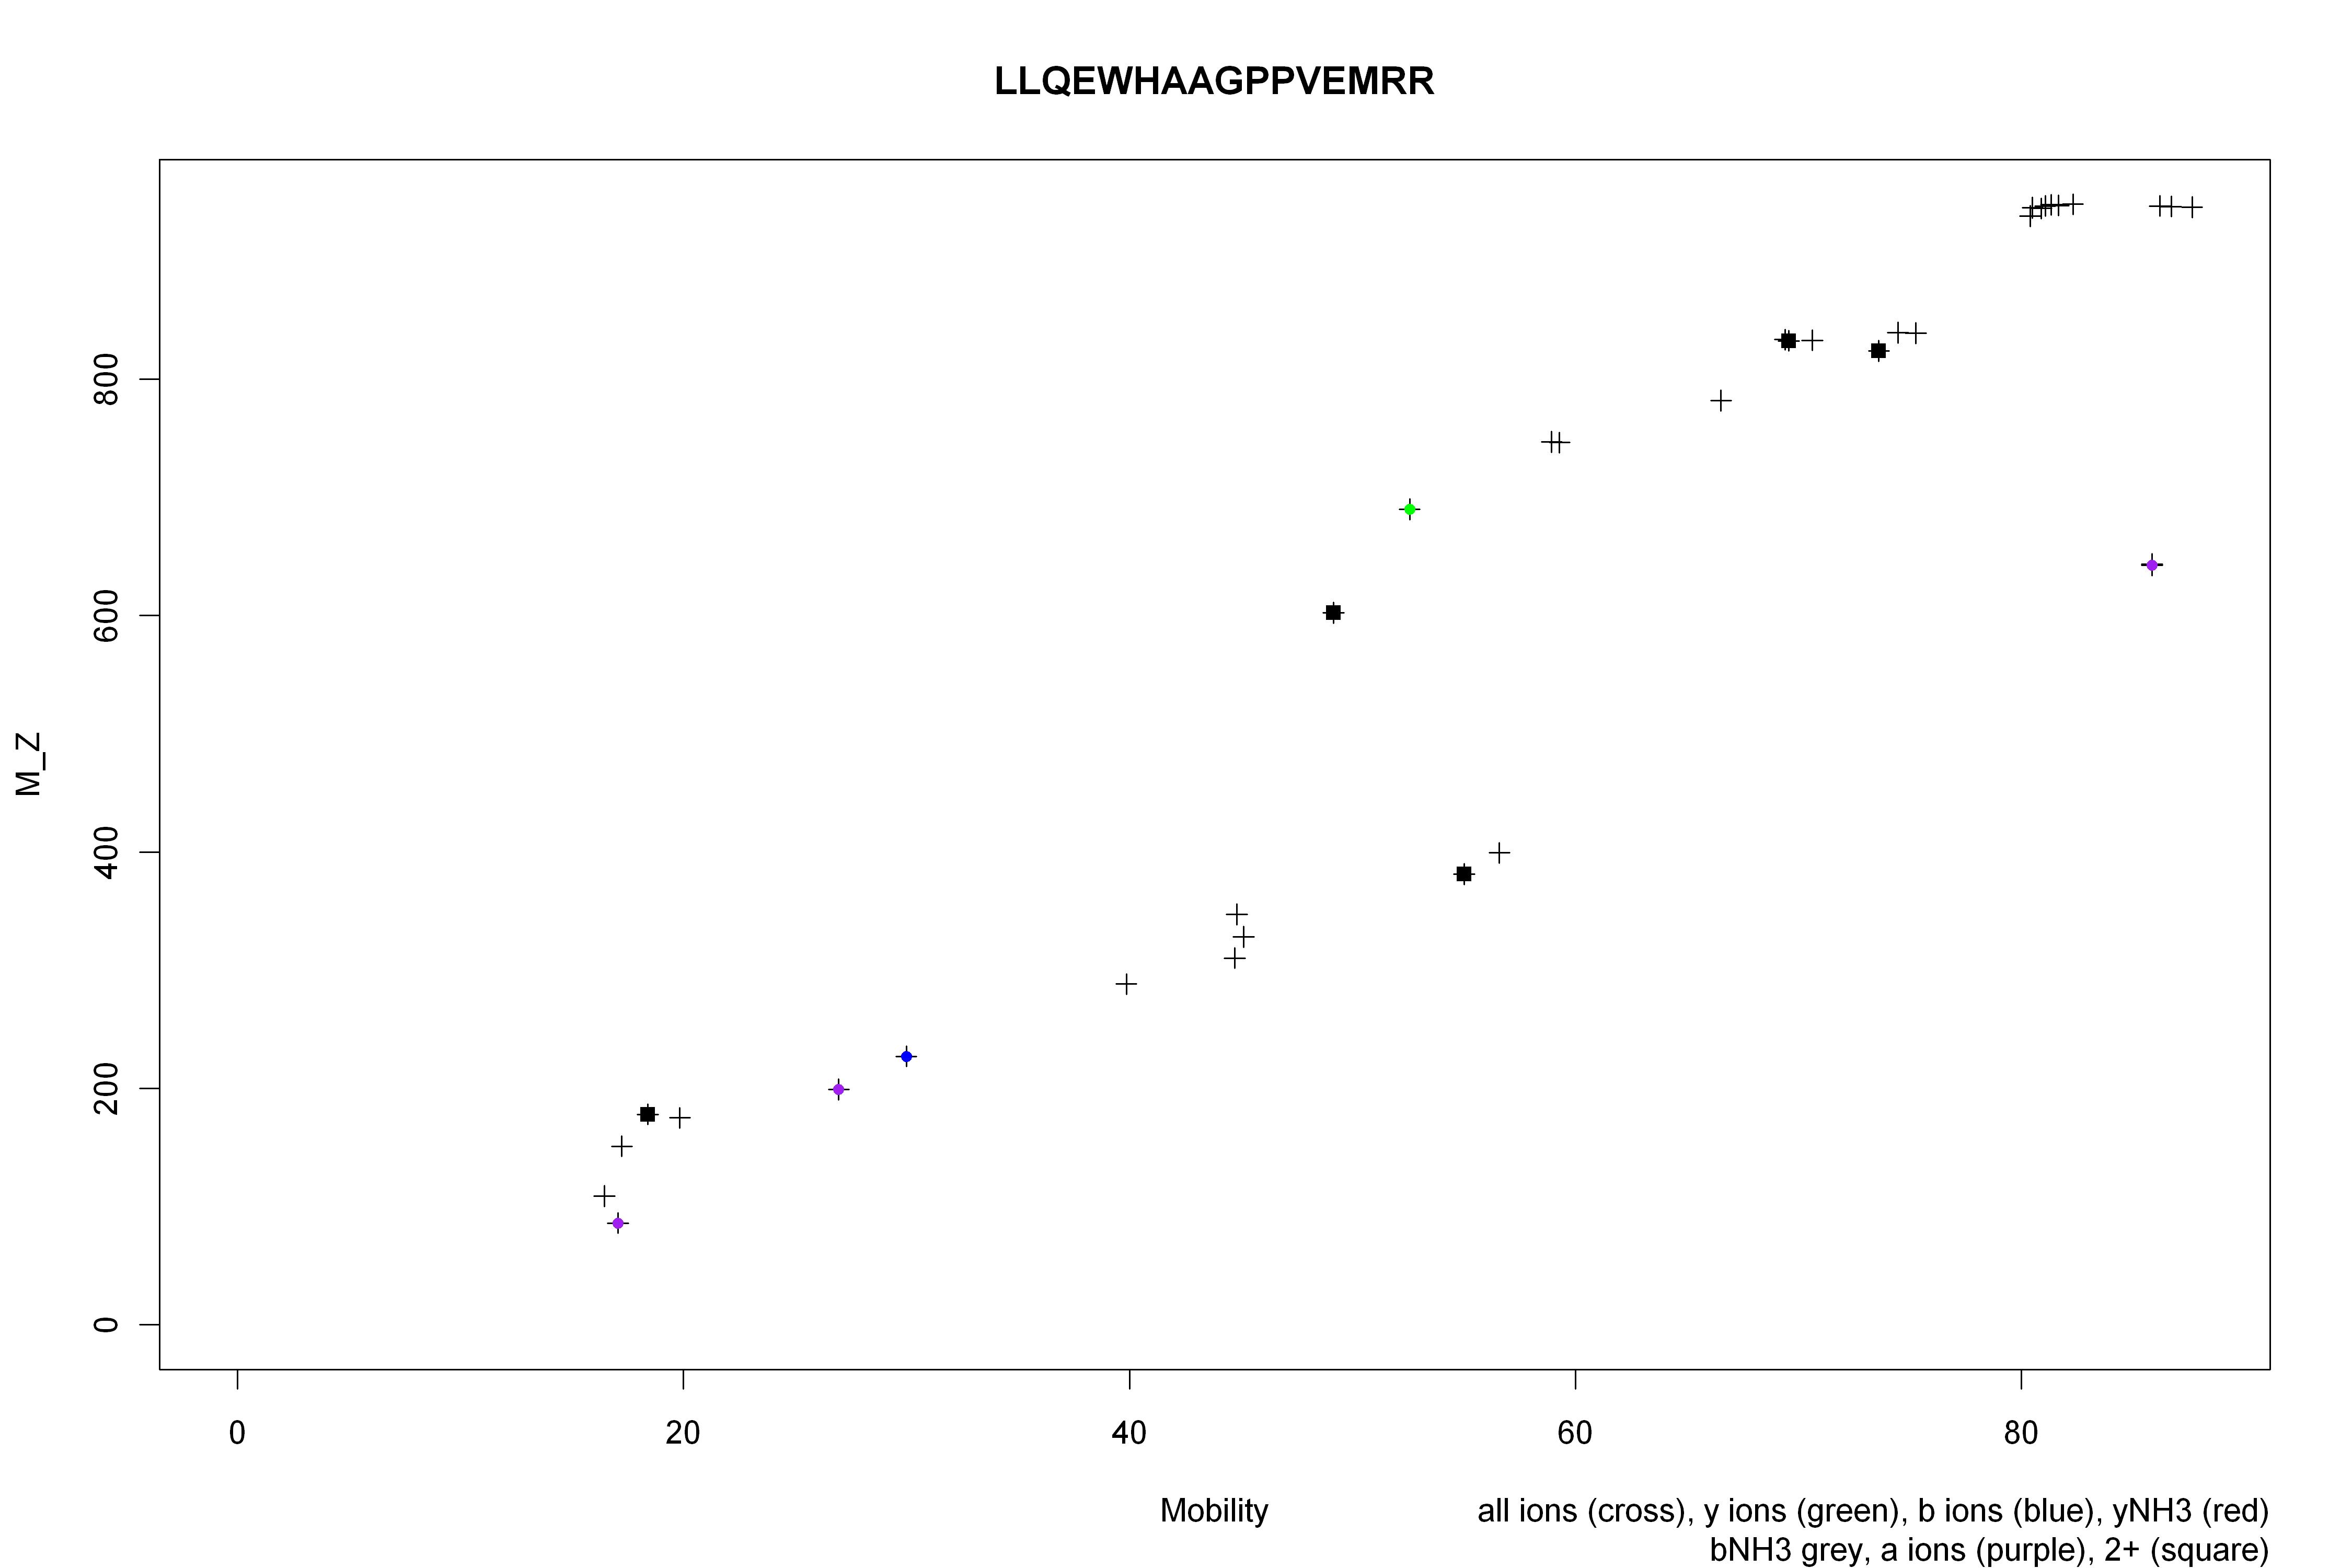 LLQEWHAAGPPVEMRR
M_Z
800
600
400
200
0
0 20 40 60 80
Mobility
all ions (cross), y ions (green), b ions (blue), yNH3 (red)
bNH3 grey, a ions (purple), 2+ (square)